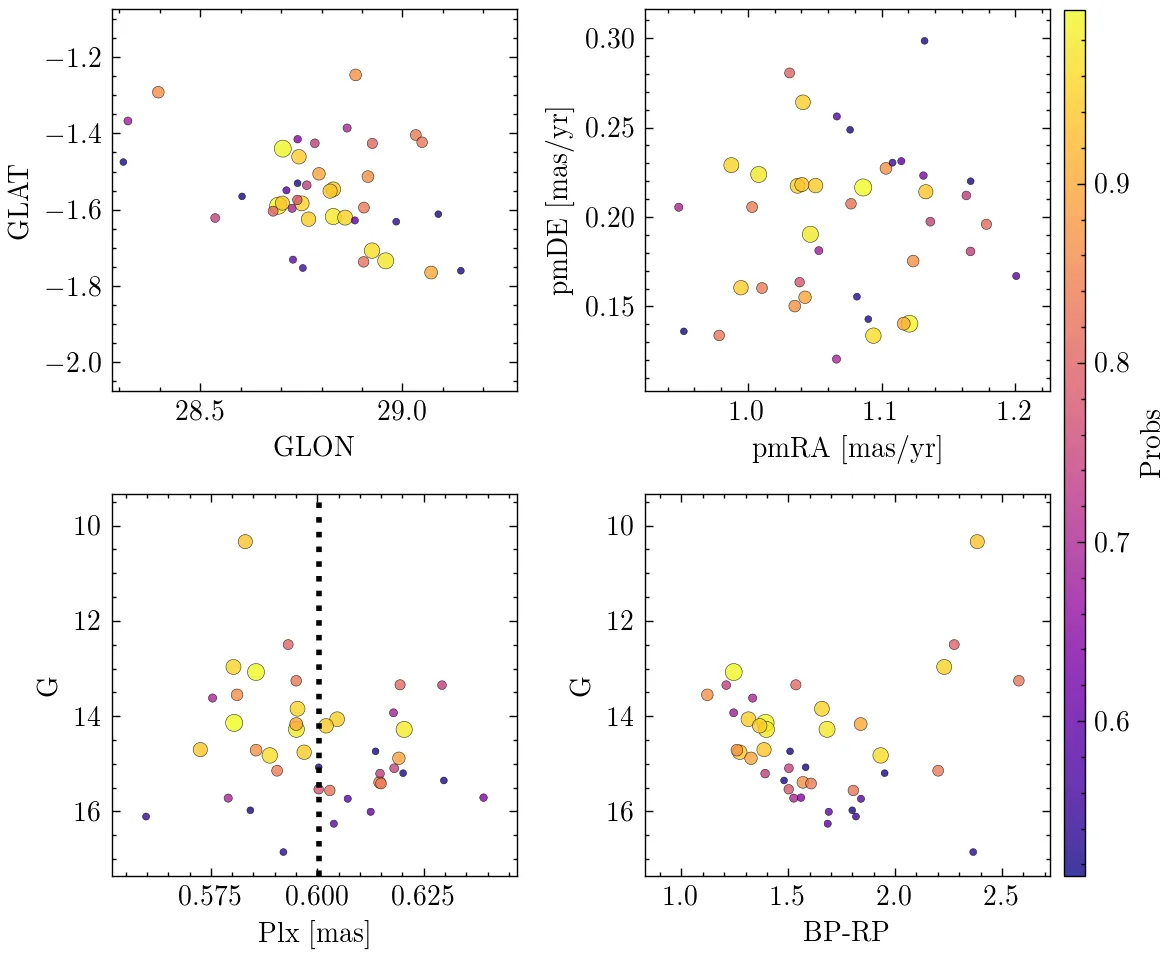 −1.2
−1.4
−1.6
−1.8
−2.0
GLAT
28.5 29.0
GLON
0.30
0.25
0.20
0.15
pmDE [mas/yr]
1.0 1.1 1.2
pmRA [mas/yr]
10
12
14
16
G
0.575 0.600 0.625
Plx [mas]
10
12
14
16
G
1.0 1.5 2.0 2.5
BP-RP
0.9
0.8
0.7
0.6
Probs